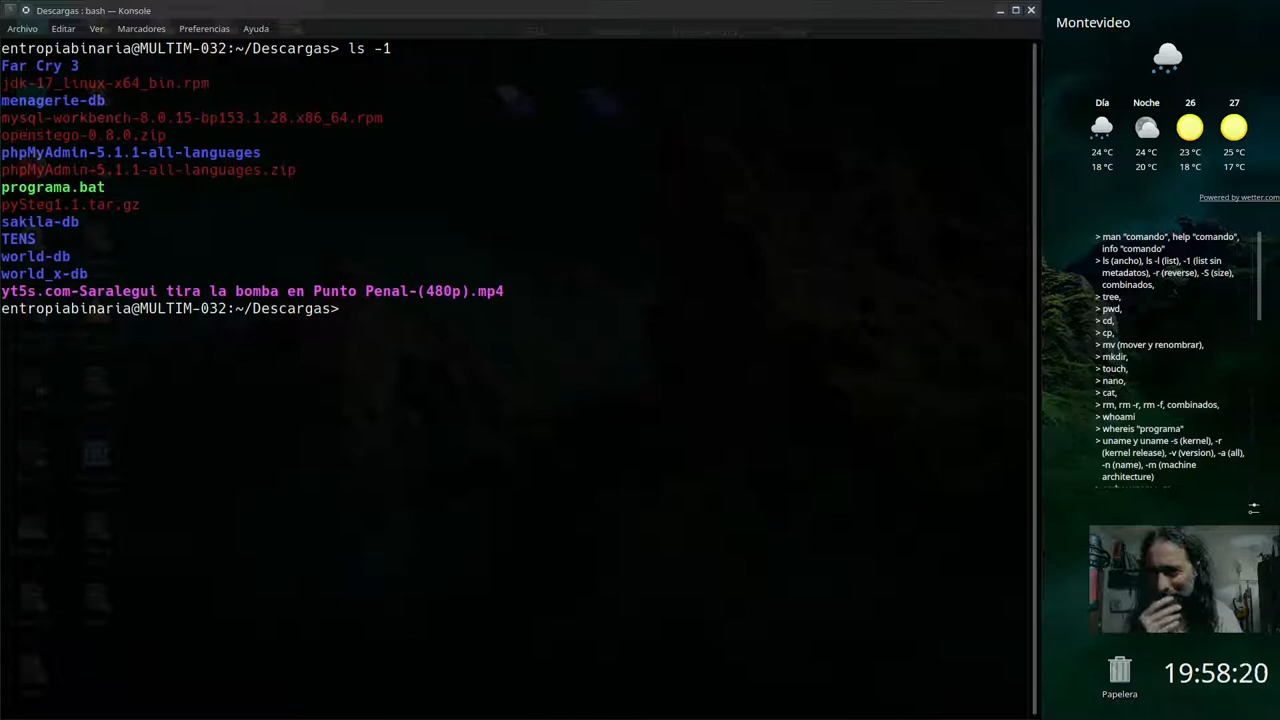 Descargas : bash — Konsole
Archivo Editar Ver Marcadores Preferencias Ayuda
entropiabinaria@MULTIM-032:~/Descargas> ls -1
Far Cry 3
jdk-17_linux-x64_bin.rpm
menagerie-db
mysql-workbench-8.0.15-bp153.1.28.x86_64.rpm
openstego-0.8.0.zip
phpMyAdmin-5.1.1-all-languages
phpMyAdmin-5.1.1-all-languages.zip
programa.bat
pySteg1.1.tar.gz
sakila-db
TENS
world-db
world_x-db
yt5s.com-Saralegui tira la bomba en Punto Penal-(480p).mp4
entropiabinaria@MULTIM-032:~/Descargas>
Montevideo
Día Noche 26 27
24 °C 24 °C 23 °C 25 °C
18 °C 20 °C 18 °C 17 °C
Powered by wetter.com
> man "comando", help "comando",
info "comando"
> ls (ancho), ls -l (list), -1 (list sin
metadatos), -r (reverse), -S (size),
combinados,
> tree,
> pwd,
> cd,
> cp,
> mv (mover y renombrar),
> mkdir,
> touch,
> nano,
> cat,
> rm, rm -r, rm -f, combinados,
> whoami
> whereis "programa"
> uname y uname -s (kernel), -r
(kernel release), -v (version), -a (all),
-n (name), -m (machine
architecture)
Papelera
19:58:20